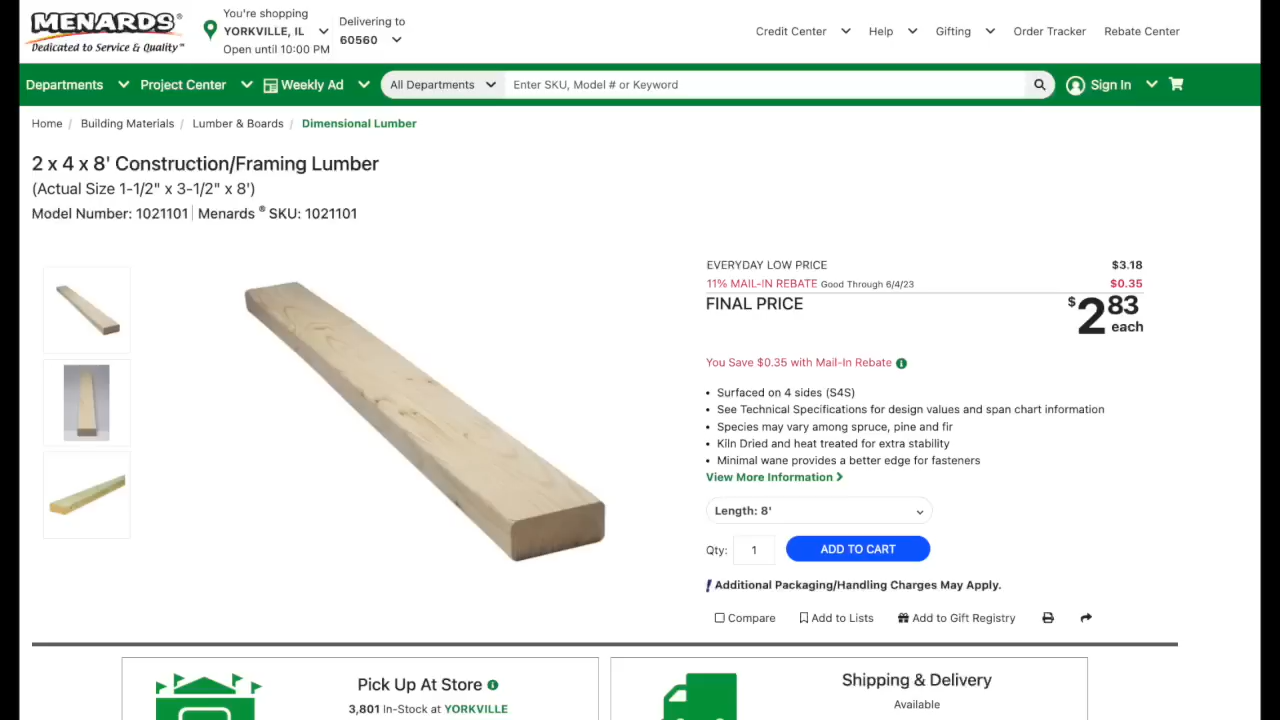 MENARDS®
Dedicated to Service & Quality™
You're shopping
YORKVILLE, IL
Open until 10:00 PM
Delivering to
60560
Credit Center
Help
Gifting
Order Tracker
Rebate Center
Departments
Project Center
Weekly Ad
All Departments
Enter SKU, Model # or Keyword
Sign In
Home / Building Materials / Lumber & Boards / Dimensional Lumber
2 x 4 x 8' Construction/Framing Lumber
(Actual Size 1-1/2" x 3-1/2" x 8')
Model Number: 1021101 | Menards ® SKU: 1021101
EVERYDAY LOW PRICE $3.18
11% MAIL-IN REBATE Good Through 6/4/23 $0.35
FINAL PRICE $2 83 each
You Save $0.35 with Mail-In Rebate
• Surfaced on 4 sides (S4S)
• See Technical Specifications for design values and span chart information
• Species may vary among spruce, pine and fir
• Kiln Dried and heat treated for extra stability
• Minimal wane provides a better edge for fasteners
View More Information
Length: 8'
Qty: 1 ADD TO CART
! Additional Packaging/Handling Charges May Apply.
Compare
Add to Lists
Add to Gift Registry
Pick Up At Store
3,801 In-Stock at YORKVILLE
Shipping & Delivery
Available